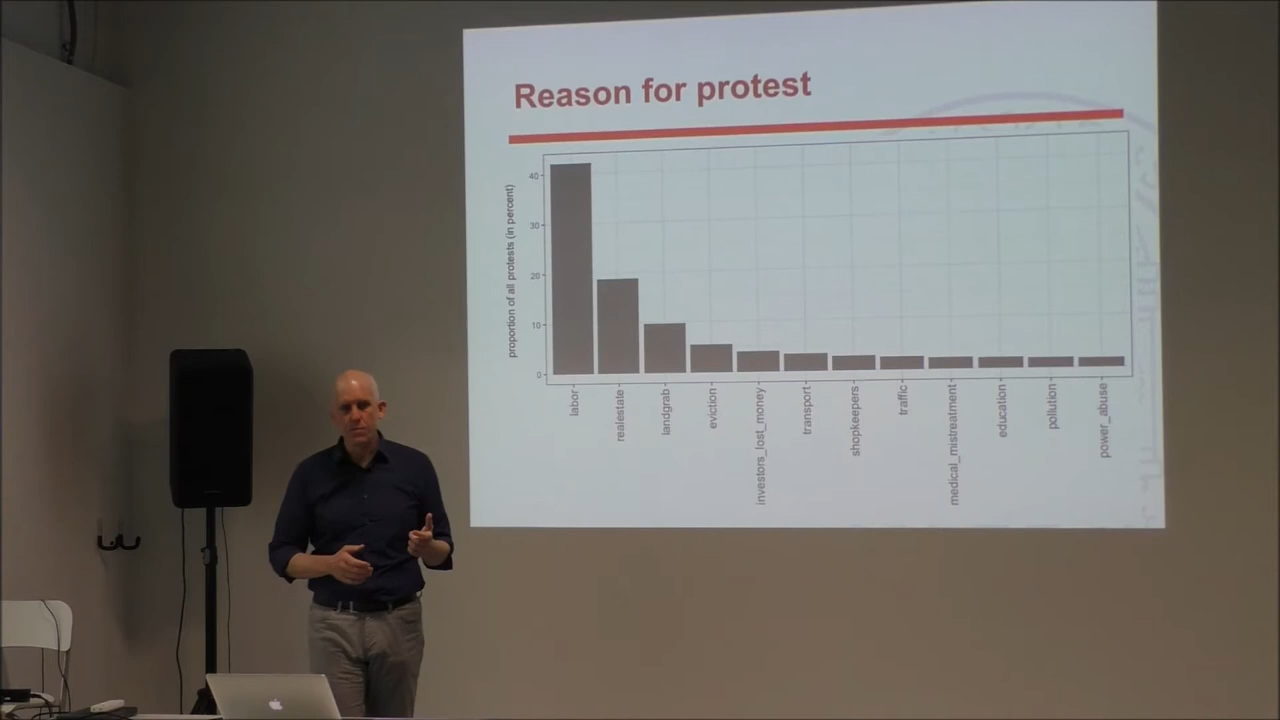 Reason for protest
proportion of all protests (in percent)
40
30
20
10
0
labor
realestate
landgrab
eviction
investors_lost_money
transport
shopkeepers
traffic
medical_mistreatment
education
pollution
power_abuse